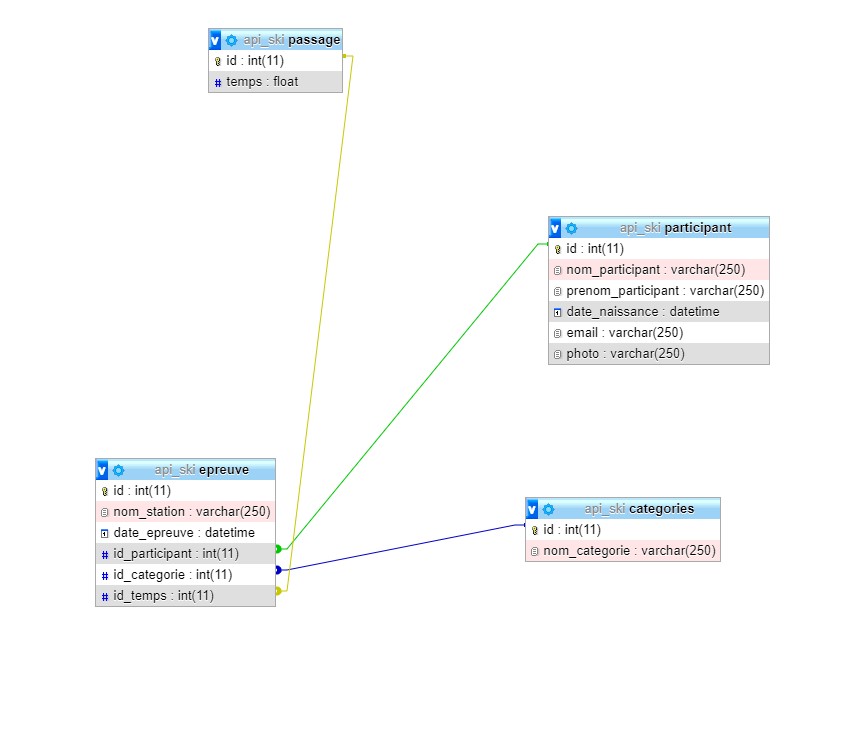 api_ski passage
id : int(11)
temps : float
api_ski participant
id : int(11)
nom_participant : varchar(250)
prenom_participant : varchar(250)
date_naissance : datetime
email : varchar(250)
photo : varchar(250)
api_ski epreuve
id : int(11)
nom_station : varchar(250)
date_epreuve : datetime
id_participant : int(11)
id_categorie : int(11)
id_temps : int(11)
api_ski categories
id : int(11)
nom_categorie : varchar(250)